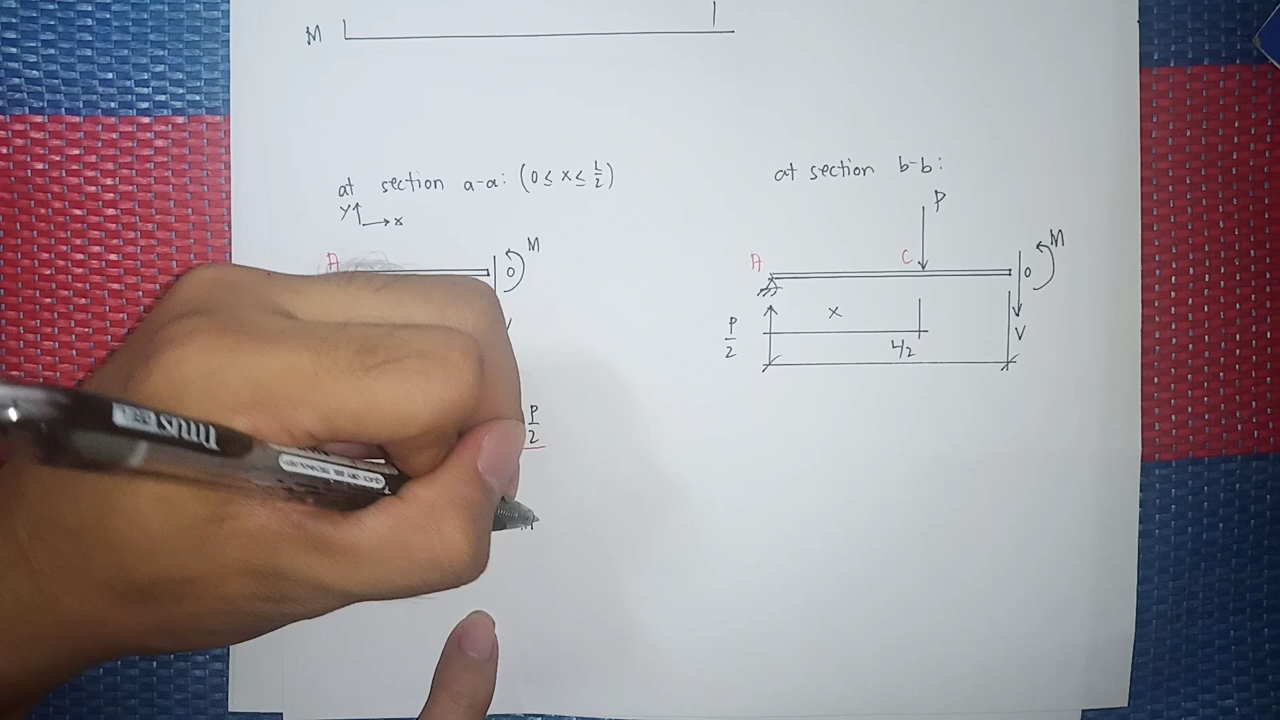 M
at section a-a: (0 ≤ x ≤ L/2)
Y
x
A
O
M
P/2
at section b-b:
P
A
C
O
M
x
P/2
L/2
V